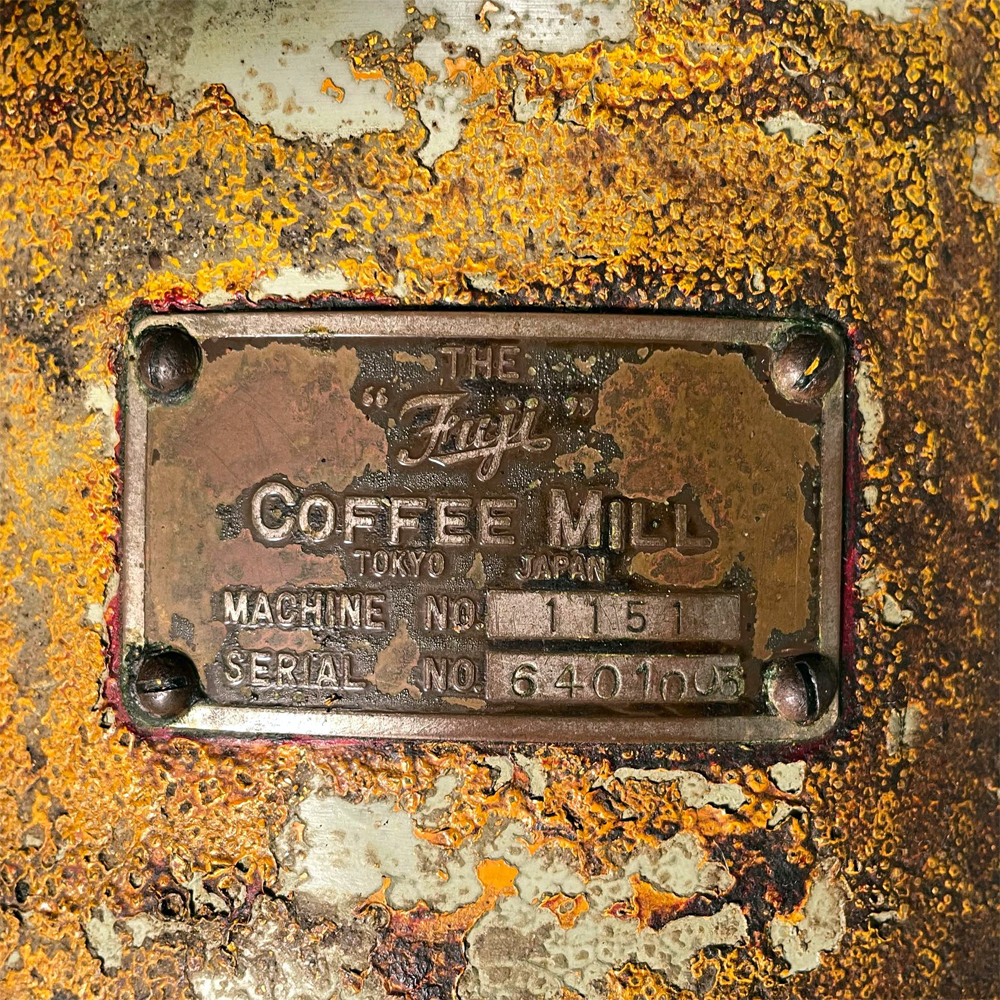 THE
“Fuji”
COFFEE MILL
TOKYO JAPAN
MACHINE NO. 1151
SERIAL NO. 6401005